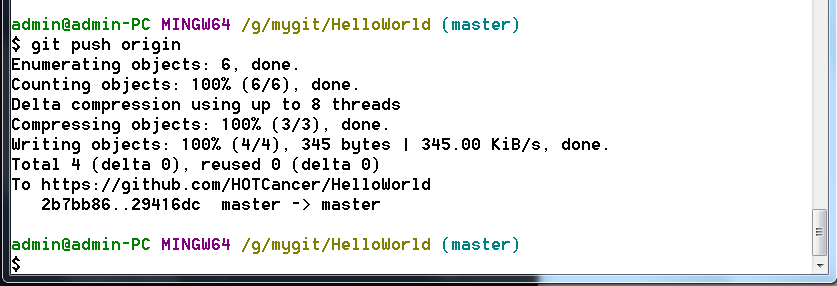 admin@admin-PC MINGW64 /g/mygit/HelloWorld (master)
$ git push origin
Enumerating objects: 6, done.
Counting objects: 100% (6/6), done.
Delta compression using up to 8 threads
Compressing objects: 100% (3/3), done.
Writing objects: 100% (4/4), 345 bytes | 345.00 KiB/s, done.
Total 4 (delta 0), reused 0 (delta 0)
To https://github.com/HOTCancer/HelloWorld
   2b7bb86..29416dc  master -> master
admin@admin-PC MINGW64 /g/mygit/HelloWorld (master)
$